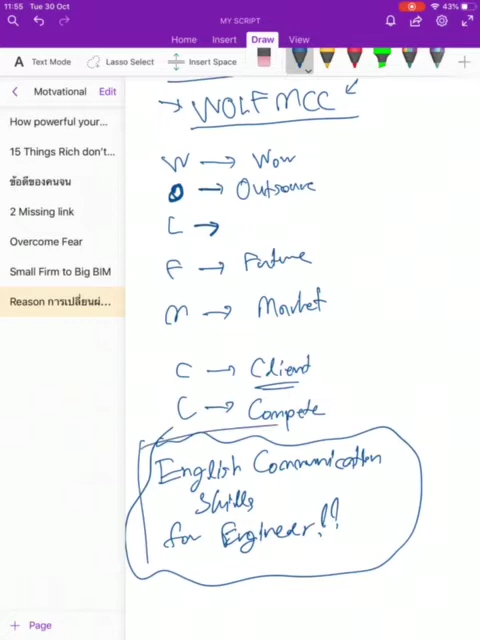 11:55 Tue 30 Oct
43%
MY SCRIPT
Home Insert Draw View
Text Mode Lasso Select Insert Space
Motvational Edit
How powerful your...
15 Things Rich don't...
ข้อดีของคนจน
2 Missing link
Overcome Fear
Small Firm to Big BIM
Reason การเปลี่ยนผ่...
Page
→ WOLFMCC
W → Wow
O → Outsource
L →
F → Future
M → Market
C → Client
C → Compete
English Communication
Skills
for Engineer!!